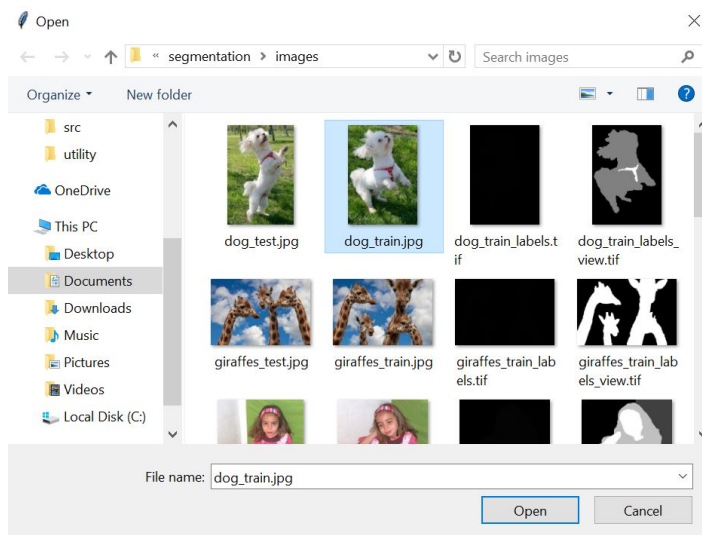 Open
« segmentation > images
Search images
Organize
New folder
src
utility
OneDrive
This PC
Desktop
Documents
Downloads
Music
Pictures
Videos
Local Disk (C:)
dog_test.jpg
dog_train.jpg
dog_train_labels.t
if
dog_train_labels_
view.tif
giraffes_test.jpg
giraffes_train.jpg
giraffes_train_lab
els.tif
giraffes_train_lab
els_view.tif
File name: dog_train.jpg
Open
Cancel